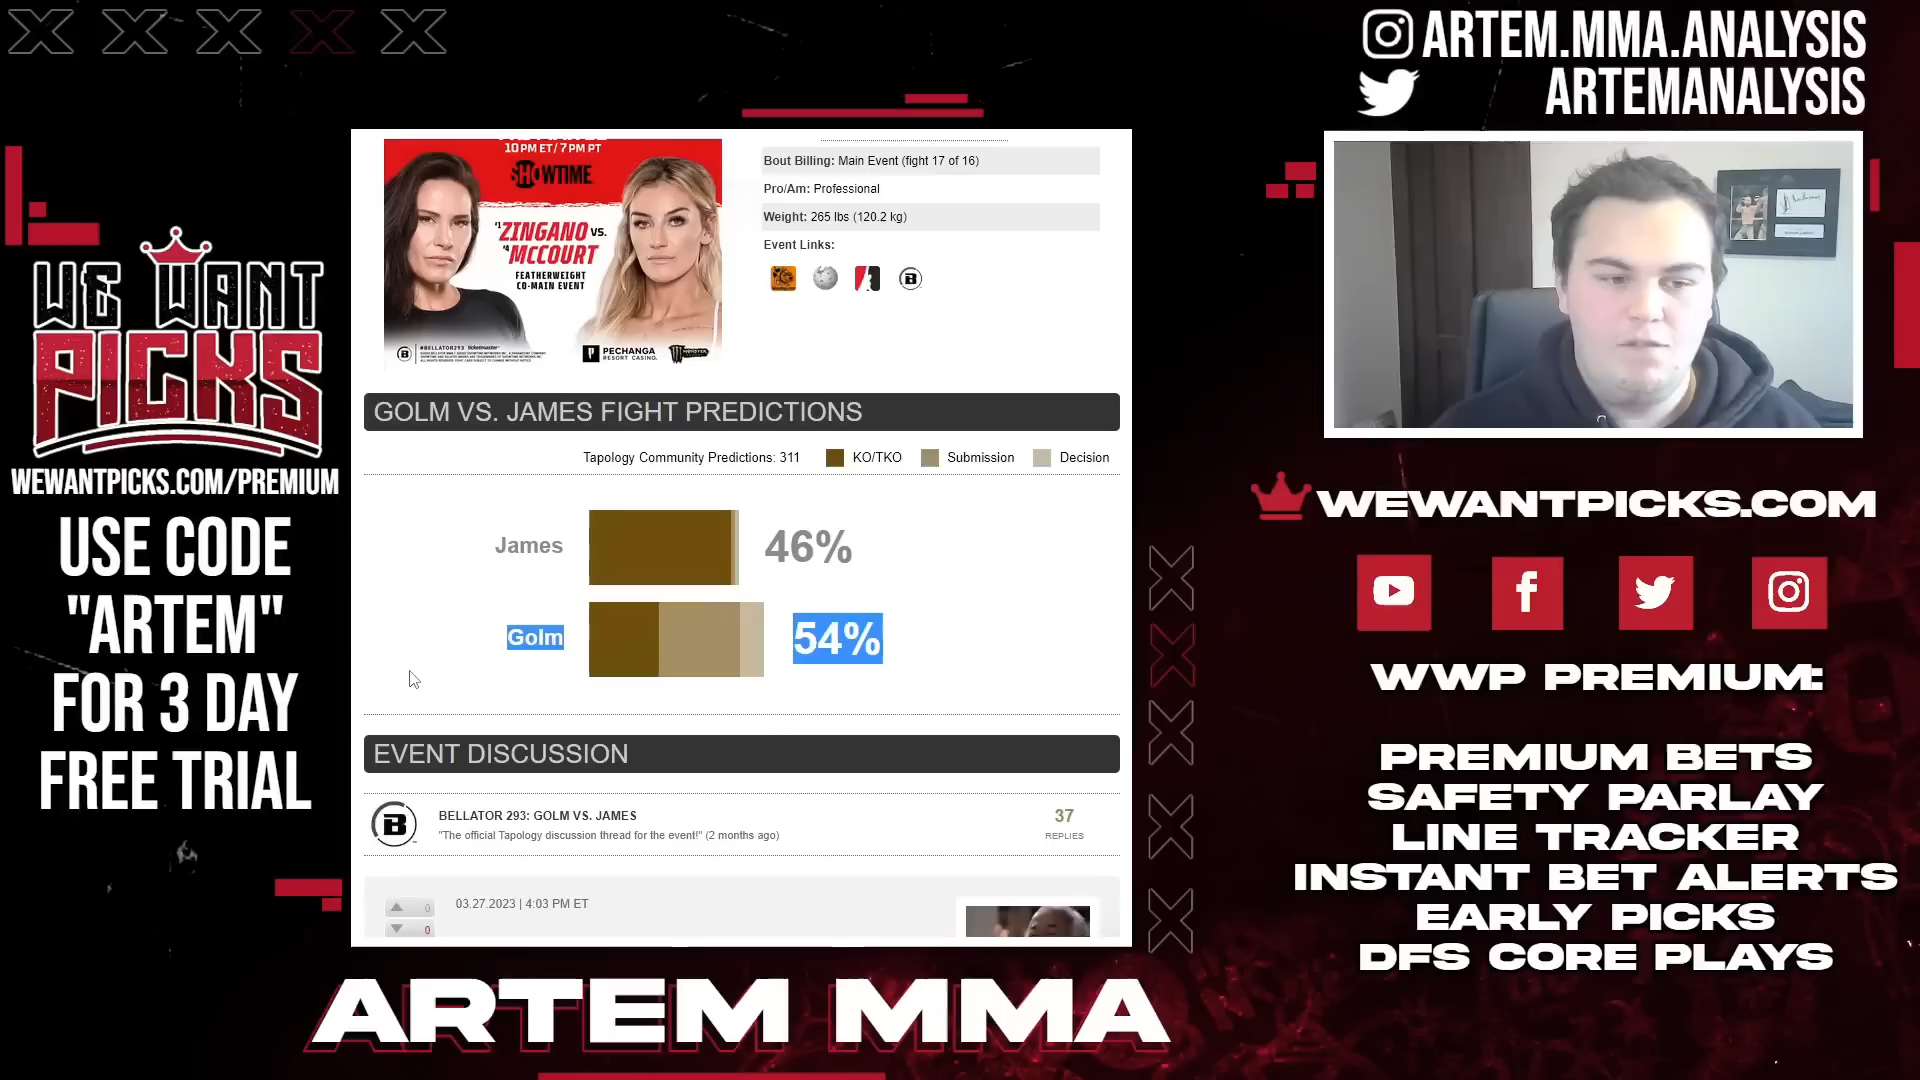 ARTEM.MMA.ANALYSIS
ARTEMANALYSIS
WE WANT
PICKS
WEWANTPICKS.COM/PREMIUM
USE CODE
"ARTEM"
FOR 3 DAY
FREE TRIAL
10 PM ET/7 PM PT
SHOWTIME
#1 ZINGANO VS.
#4 MCCOURT
FEATHERWEIGHT
CO-MAIN EVENT
#BELLATOR293 ticketmaster
PECHANGA
RESORT CASINO.
MONSTER
Bout Billing: Main Event (fight 17 of 16)
Pro/Am: Professional
Weight: 265 lbs (120.2 kg)
Event Links:
GOLM VS. JAMES FIGHT PREDICTIONS
Tapology Community Predictions: 311 KO/TKO Submission Decision
James 46%
Golm 54%
EVENT DISCUSSION
BELLATOR 293: GOLM VS. JAMES
"The official Tapology discussion thread for the event!" (2 months ago)
37
REPLIES
0
03.27.2023 | 4:03 PM ET
0
WEWANTPICKS.COM
WWP PREMIUM:
PREMIUM BETS
SAFETY PARLAY
LINE TRACKER
INSTANT BET ALERTS
EARLY PICKS
DFS CORE PLAYS
ARTEM MMA